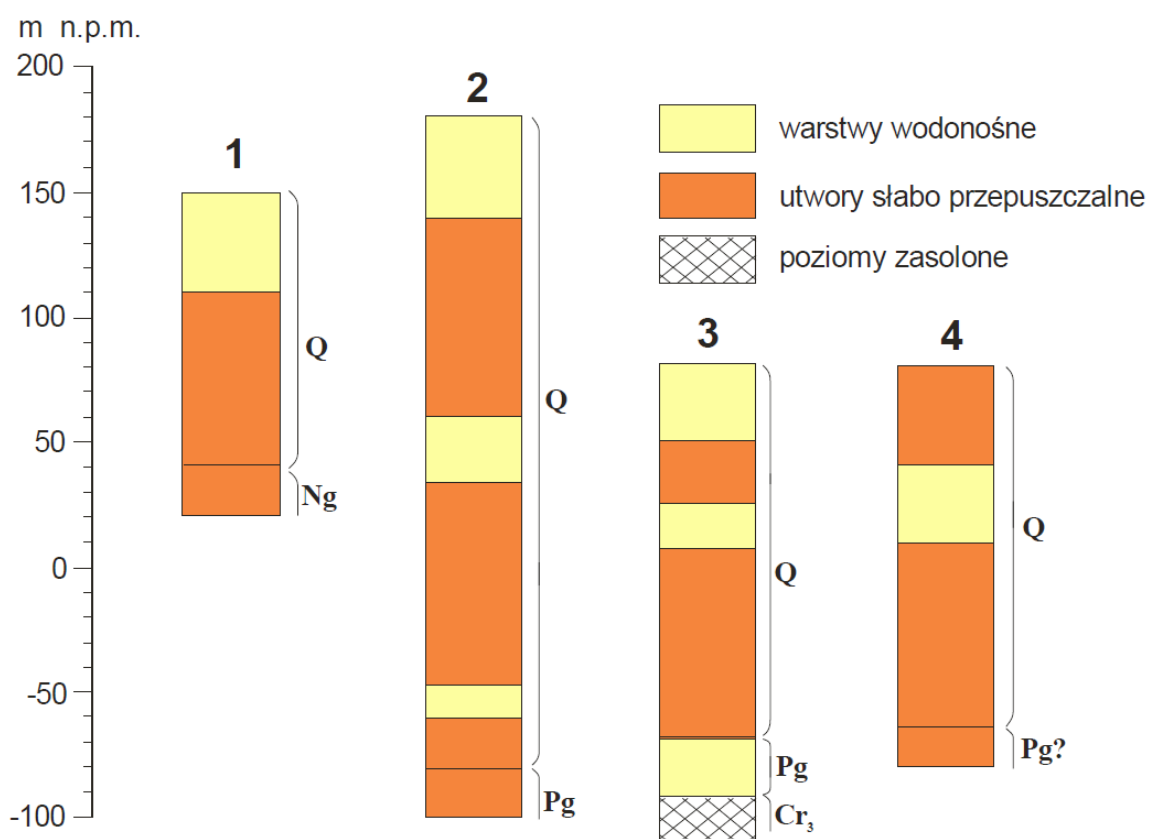 m n.p.m.
200
150
100
50
0
-50
-100
1
Q
Ng
2
Q
Pg
warstwy wodonośne
utwory słabo przepuszczalne
poziomy zasolone
3
Q
Pg
Cr₃
4
Q
Pg?